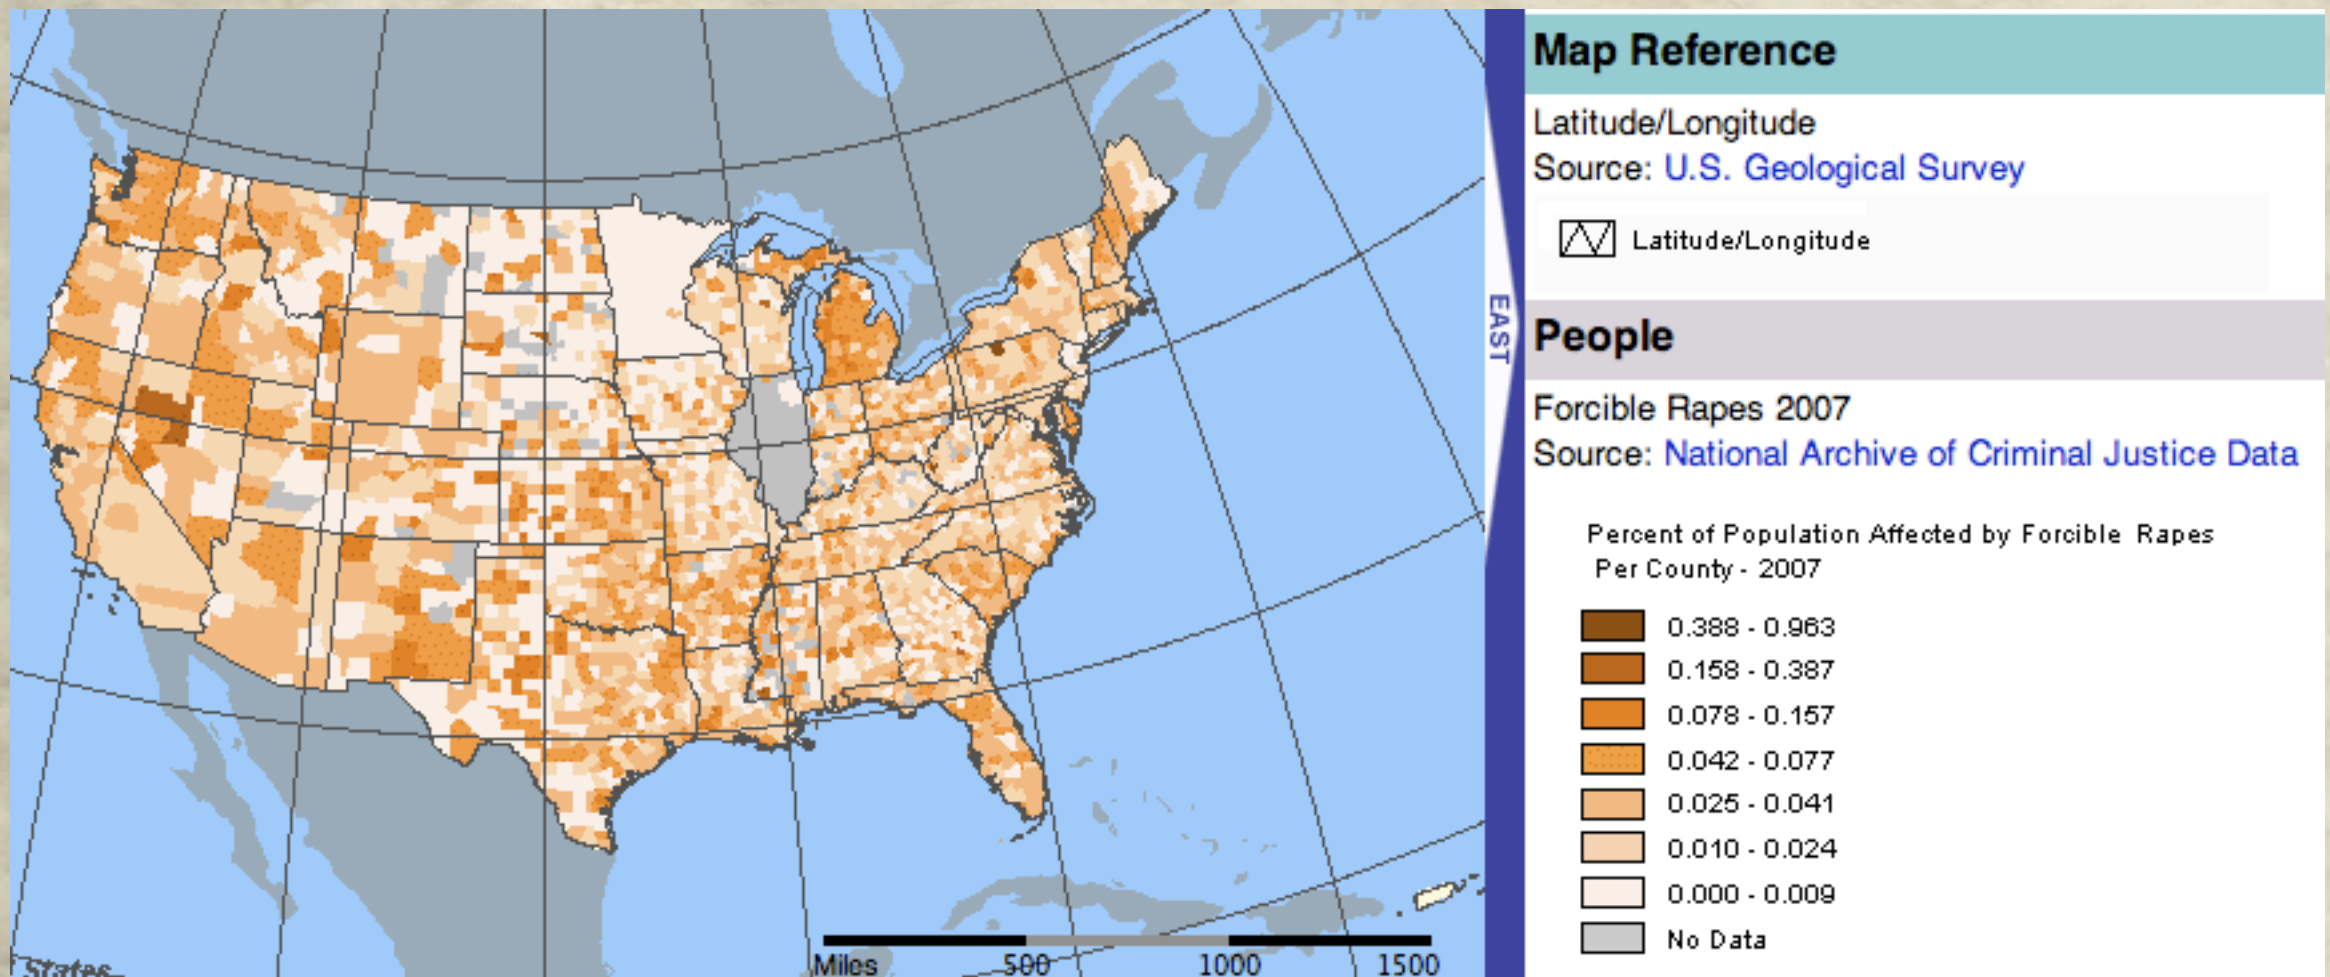 Map Reference
Latitude/Longitude
Source: U.S. Geological Survey
Latitude/Longitude
EAST
People
Forcible Rapes 2007
Source: National Archive of Criminal Justice Data
Percent of Population Affected by Forcible Rapes
Per County - 2007
0.388 - 0.963
0.158 - 0.387
0.078 - 0.157
0.042 - 0.077
0.025 - 0.041
0.010 - 0.024
0.000 - 0.009
No Data
States
Miles 500 1000 1500